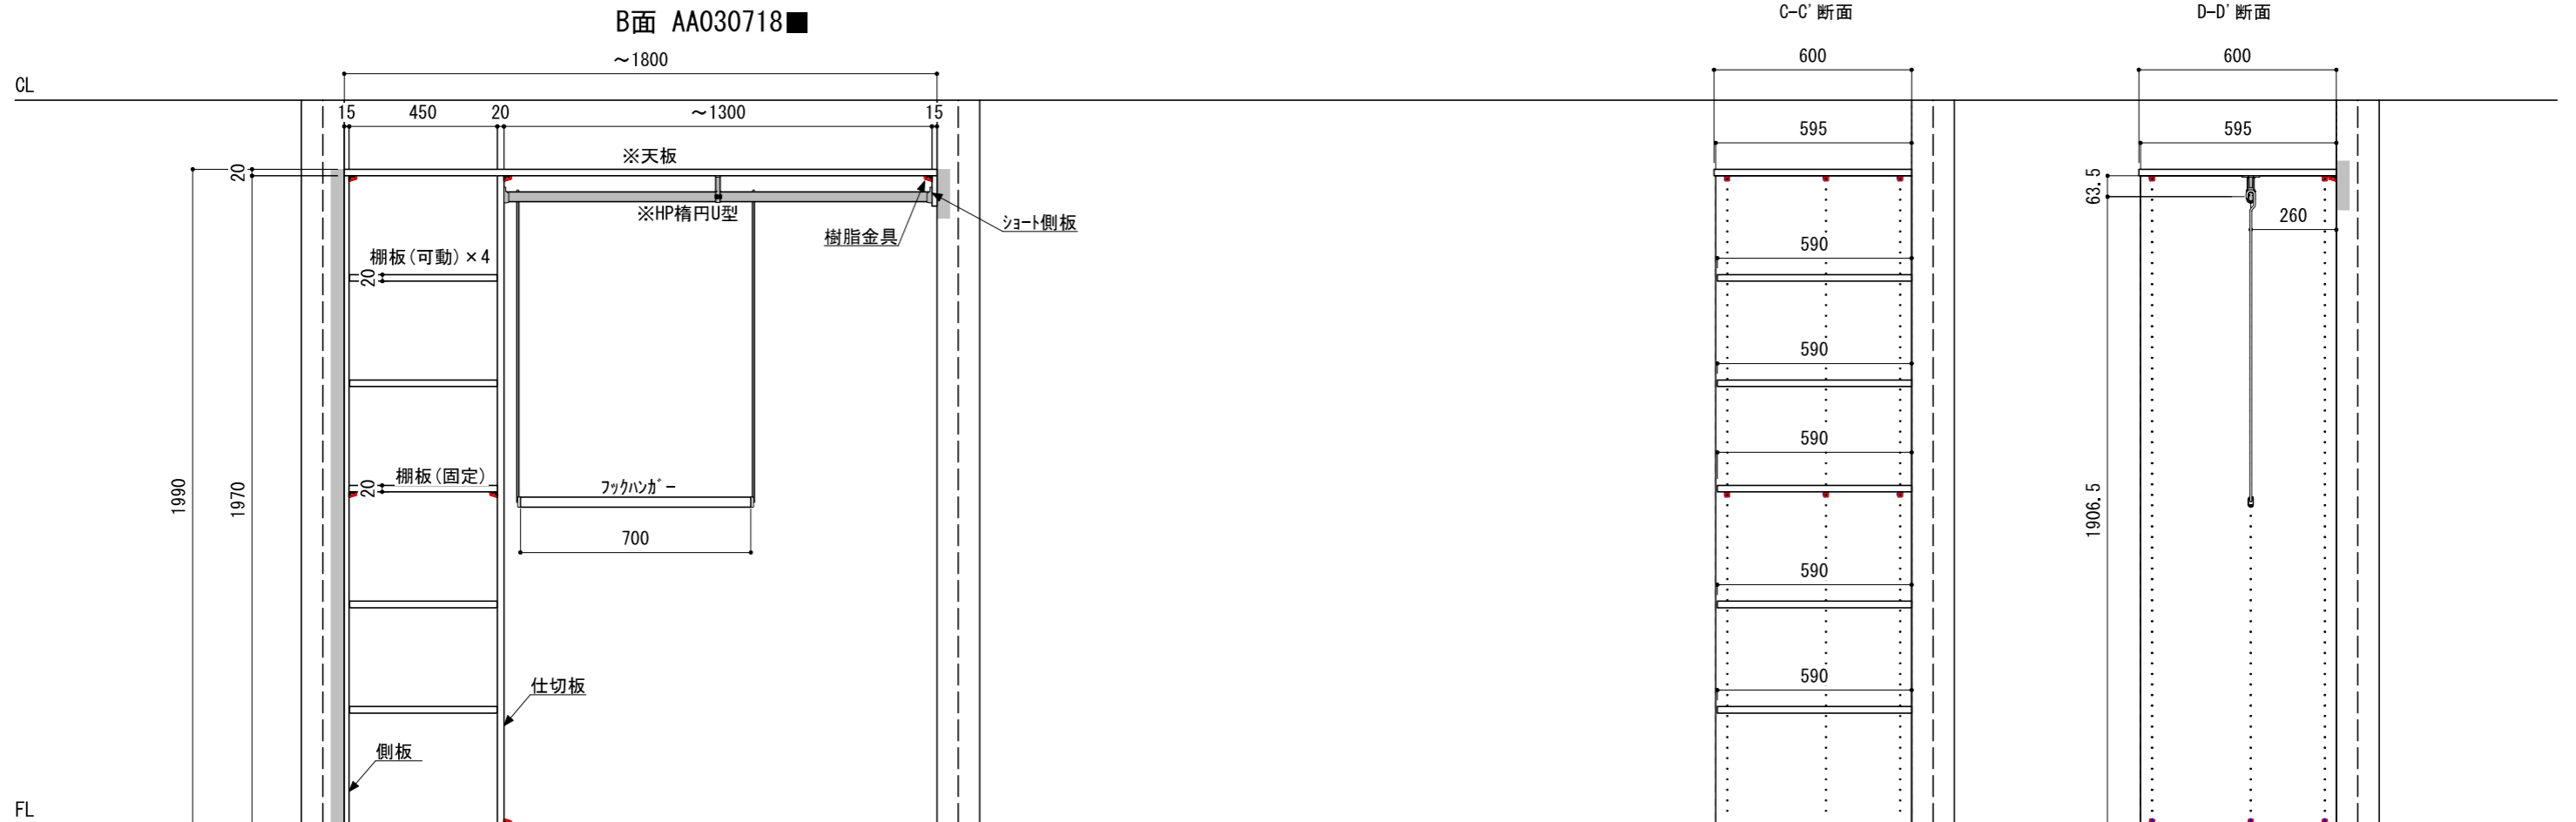 B面 AA030718■
C-C'断面
D-D'断面
～1800
600
600
CL
15
450
20
～1300
15
595
595
※天板
20
63.5
※HP楕円U型
ｼｮｰﾄ側板
樹脂金具
260
590
棚板(可動)×4
20
590
590
棚板(固定)
20
ﾌｯｸﾊﾝｶﾞｰ
1990
1970
1906.5
700
590
590
仕切板
側板
FL